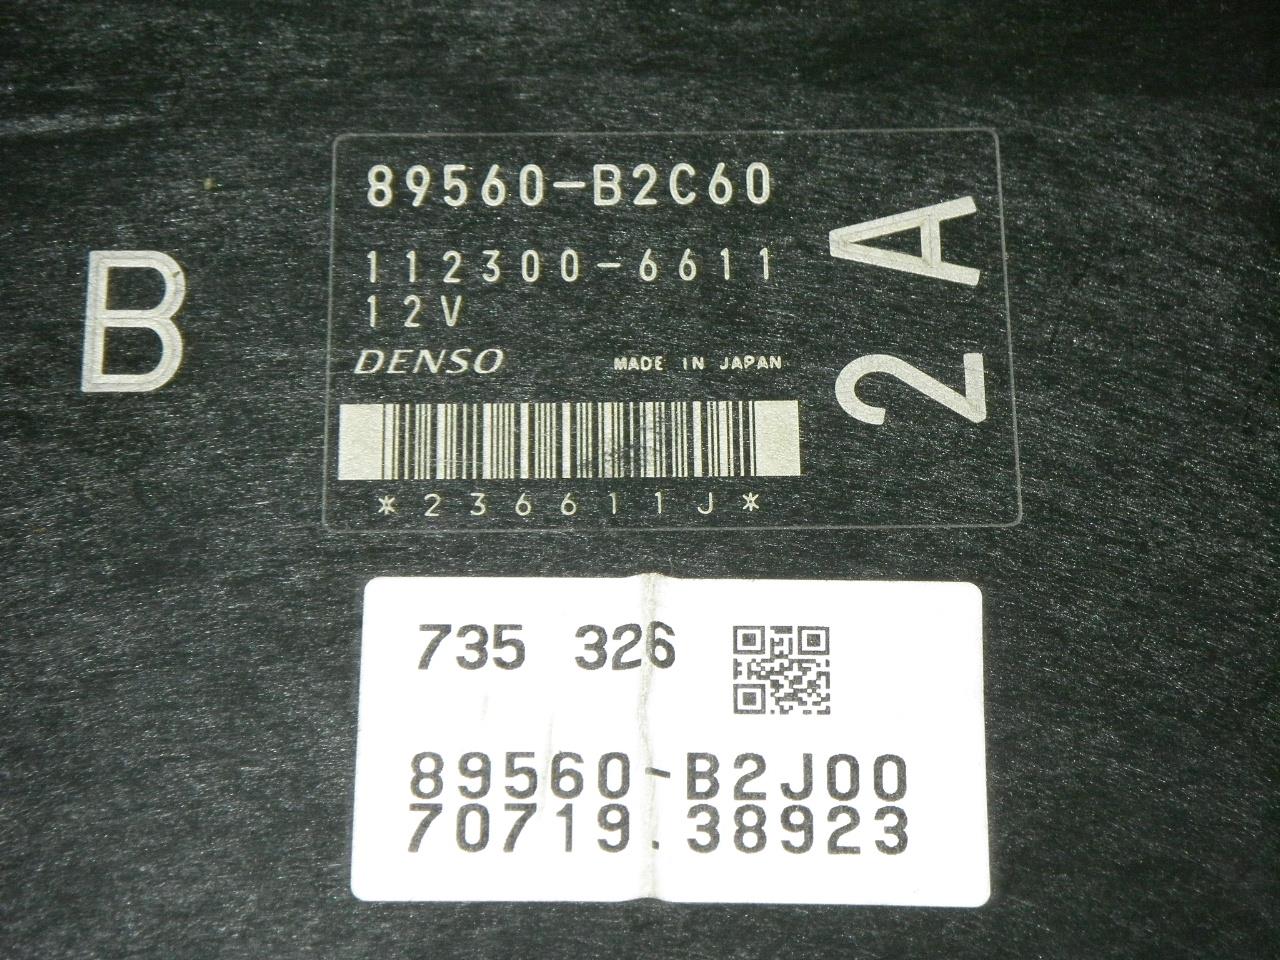 B
89560-B2C60
112300-6611
12V
DENSO MADE IN JAPAN
*236611J*
2A
735 326
89560-B2J00
70719.38923